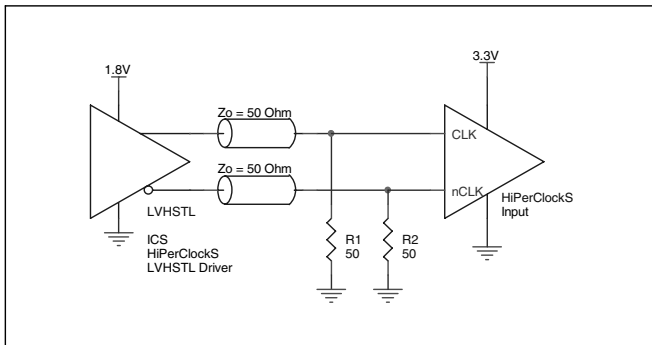 1.8V
3.3V
Zo = 50 Ohm
CLK
Zo = 50 Ohm
nCLK
HiPerClockS
Input
LVHSTL
ICS
HiPerClockS
LVHSTL Driver
R1
50
R2
50